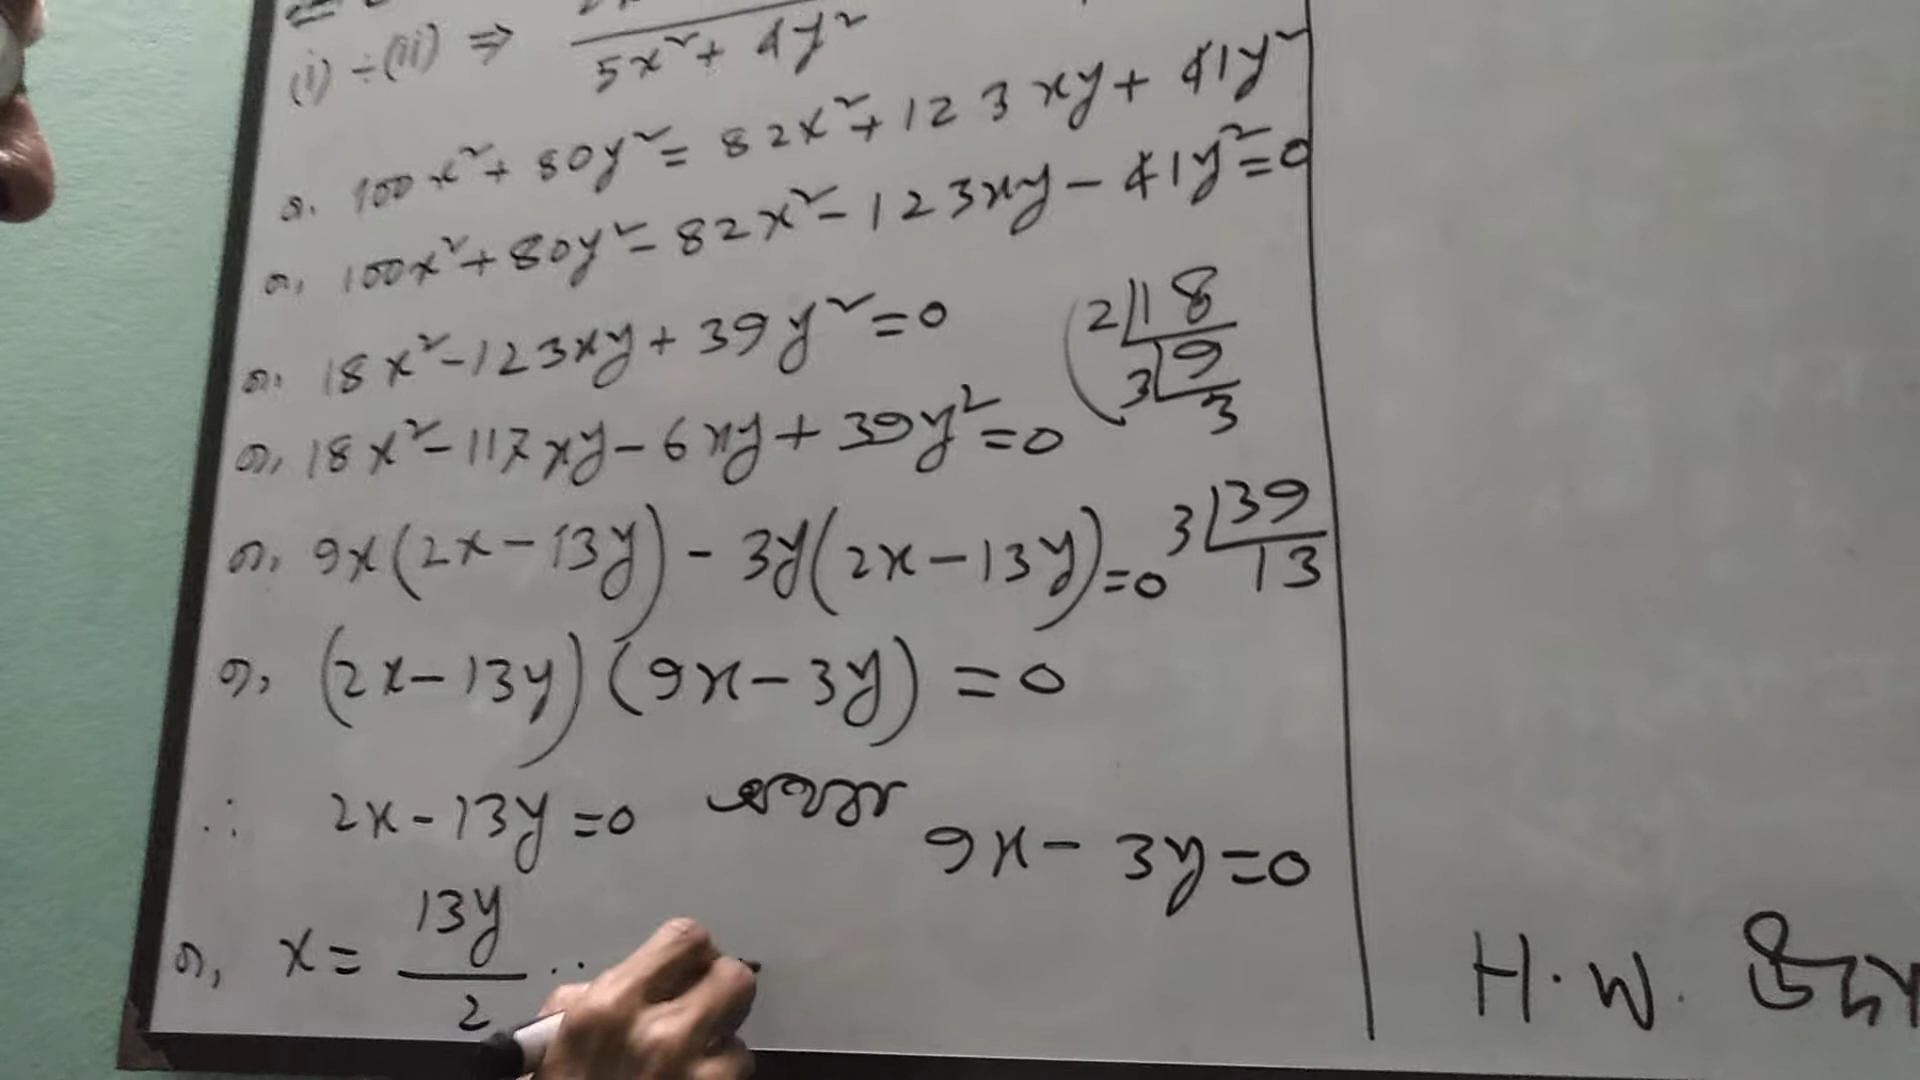 (i) ÷ (ii) ⇒ 5x² + 4y²
বা, 100x² + 80y² = 82x² + 123xy + 41y²
বা, 100x² + 80y² - 82x² - 123xy - 41y² = 0
বা, 18x² - 123xy + 39y² = 0
2 18
3 9
3
বা, 18x² - 117xy - 6xy + 39y² = 0
বা, 9x(2x - 13y) - 3y(2x - 13y) = 0
3 39
13
বা, (2x - 13y) (9x - 3y) = 0
∴ 2x - 13y = 0 অথবা 9x - 3y = 0
বা, x = 13y/2 ...
H.W.